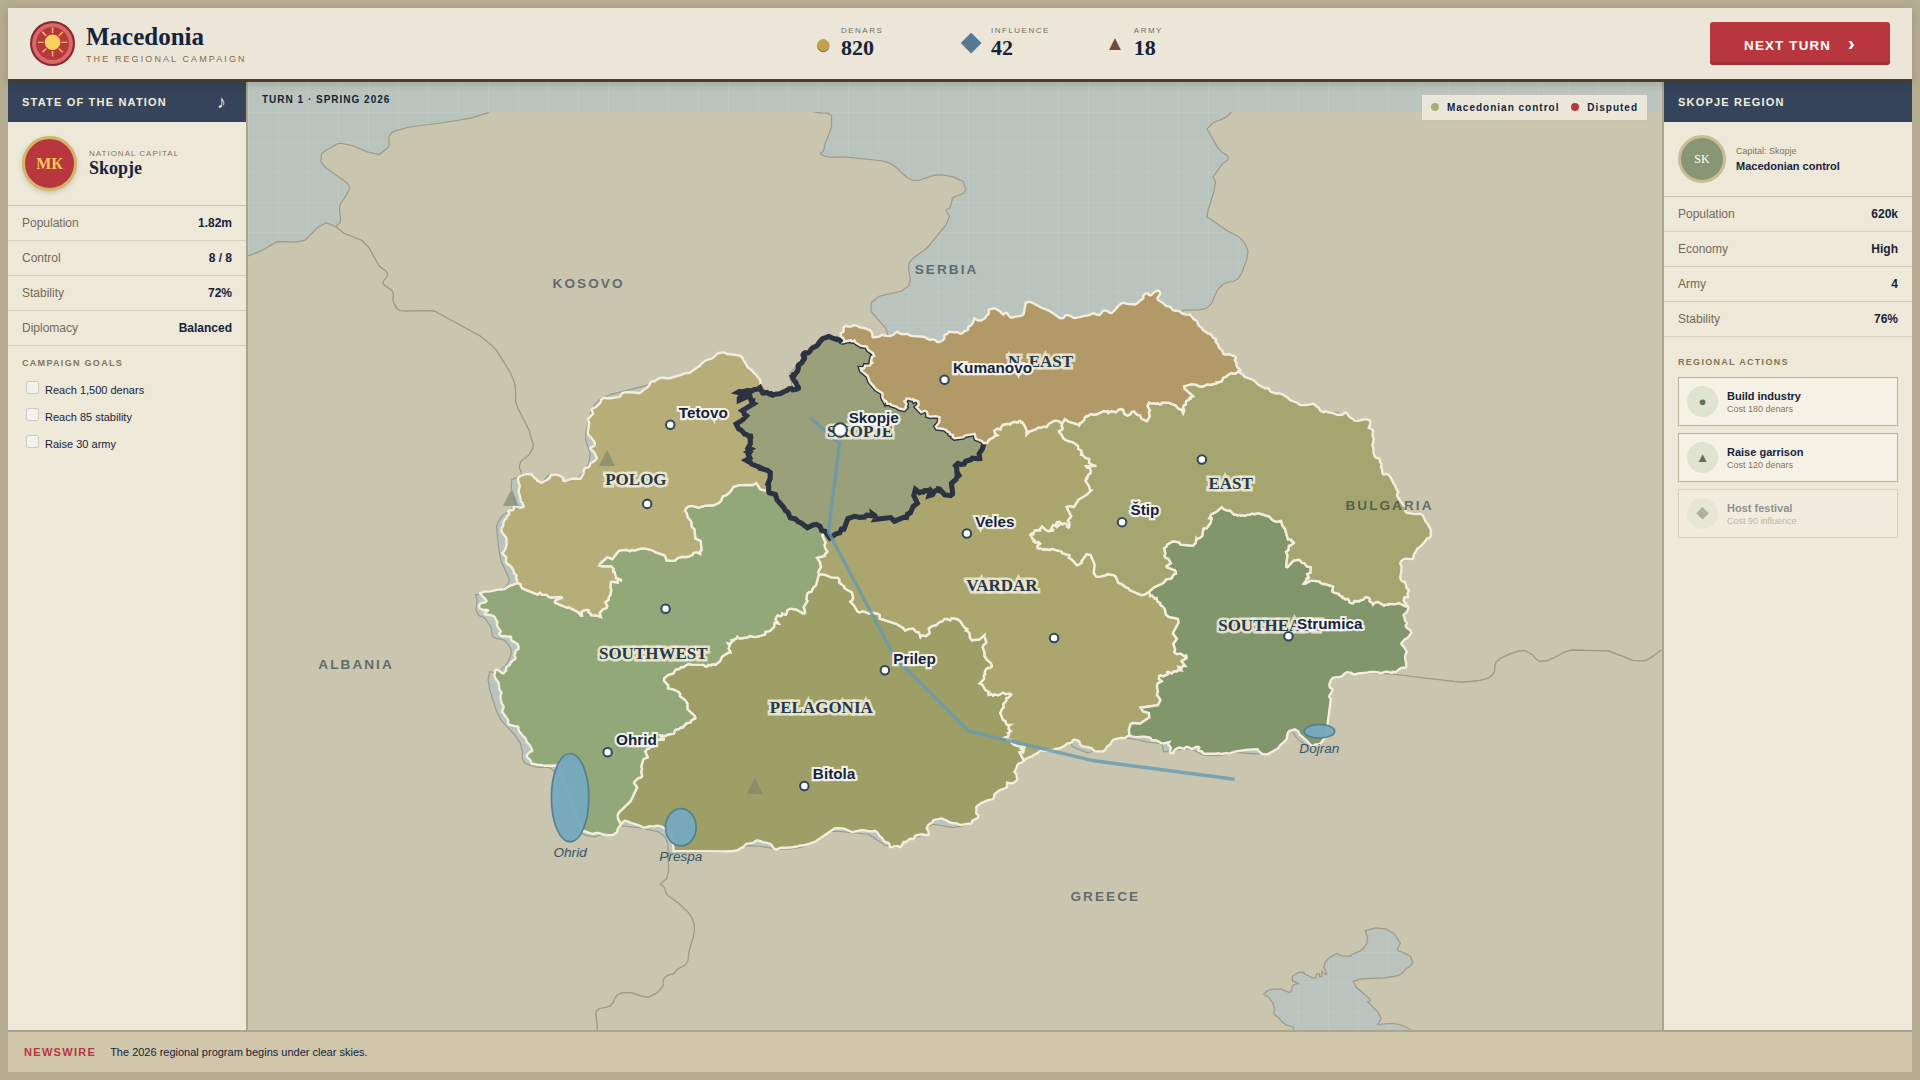 Macedonia
THE REGIONAL CAMPAIGN
DENARS
820
INFLUENCE
42
ARMY
18
NEXT TURN ›
STATE OF THE NATION ♪
MK
NATIONAL CAPITAL
Skopje
Population 1.82m
Control 8 / 8
Stability 72%
Diplomacy Balanced
CAMPAIGN GOALS
Reach 1,500 denars
Reach 85 stability
Raise 30 army
TURN 1 · SPRING 2026
Macedonian control Disputed
SERBIA
KOSOVO
N. EAST
Kumanovo
Tetovo
Skopje
SKOPJE
POLOG
EAST
BULGARIA
Štip
Veles
VARDAR
SOUTHEAST
Strumica
SOUTHWEST
Prilep
ALBANIA
PELAGONIA
Ohrid
Dojran
Bitola
Ohrid
Prespa
GREECE
SKOPJE REGION
SK
Capital: Skopje
Macedonian control
Population 620k
Economy High
Army 4
Stability 76%
REGIONAL ACTIONS
Build industry
Cost 180 denars
Raise garrison
Cost 120 denars
Host festival
Cost 90 influence
NEWSWIRE The 2026 regional program begins under clear skies.